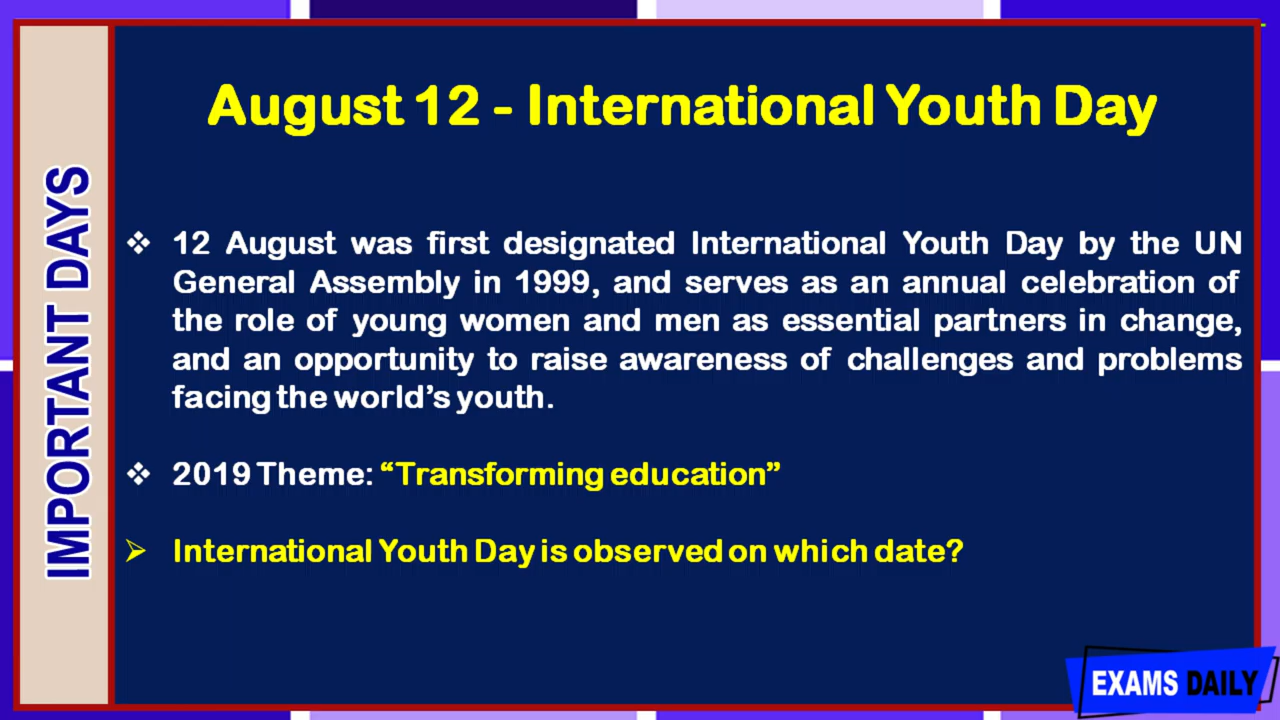 August 12 - International Youth Day
IMPORTANT DAYS
❖ 12 August was first designated International Youth Day by the UN
General Assembly in 1999, and serves as an annual celebration of
the role of young women and men as essential partners in change,
and an opportunity to raise awareness of challenges and problems
facing the world’s youth.
❖ 2019 Theme: “Transforming education”
➢ International Youth Day is observed on which date?
EXAMS DAILY